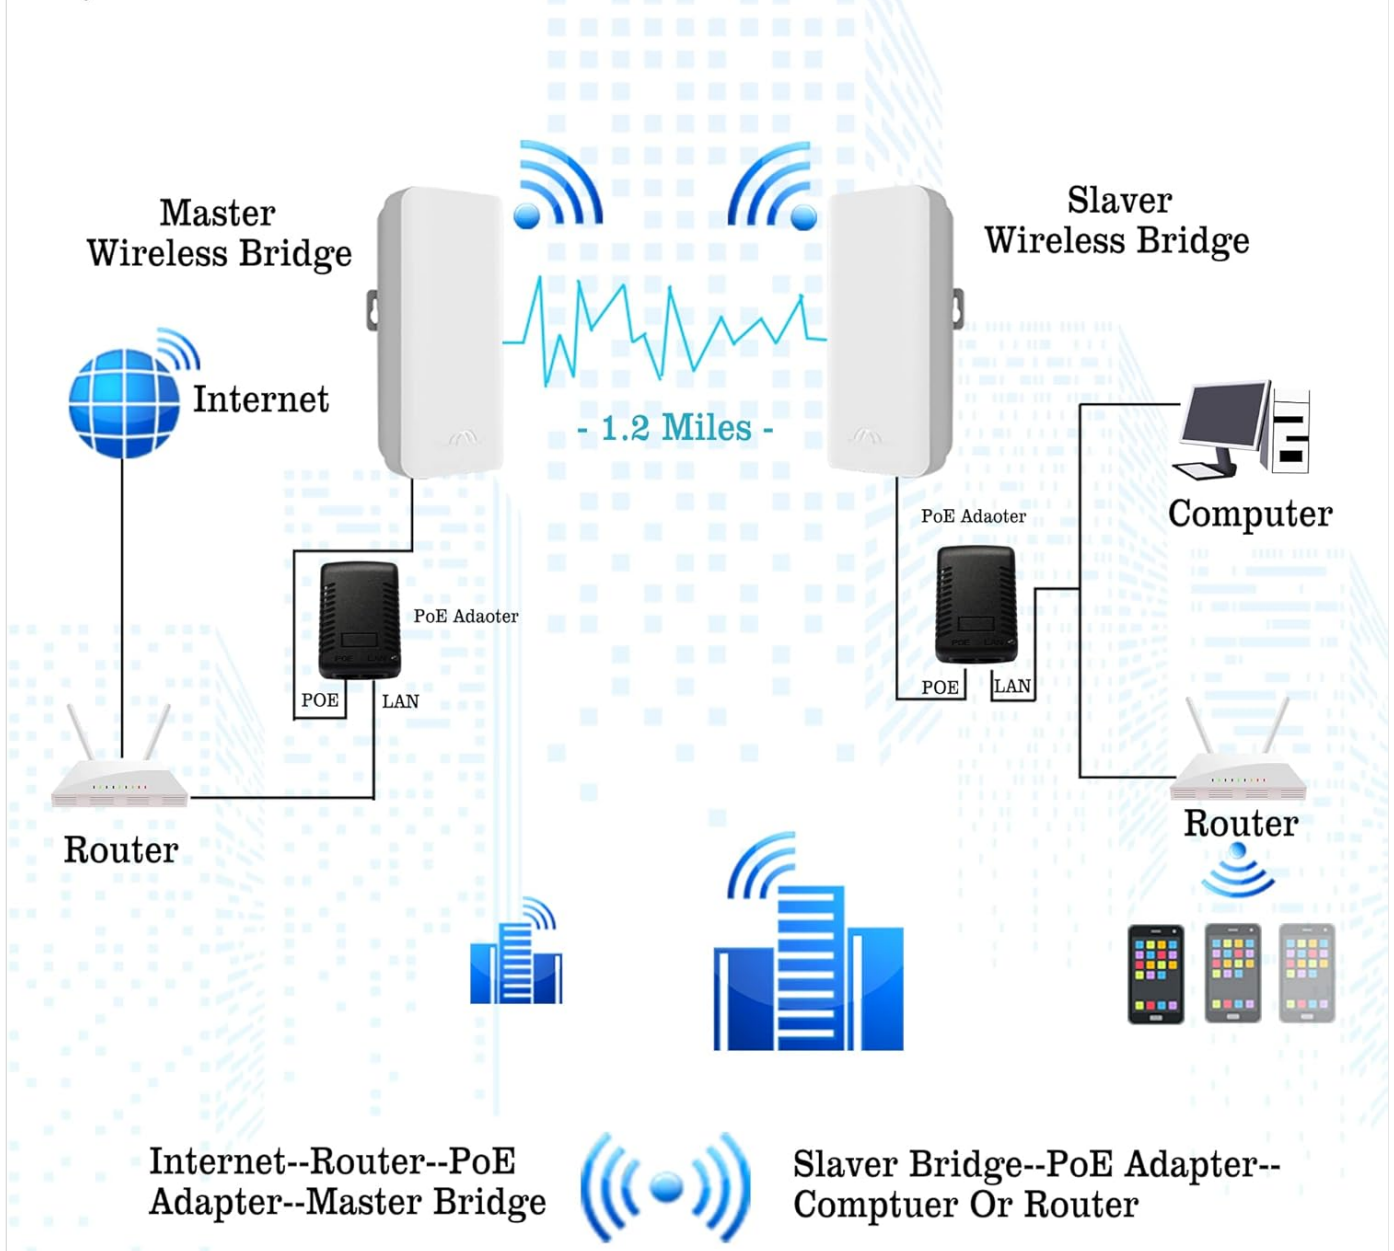 Master
Wireless Bridge
Slaver
Wireless Bridge
Internet
- 1.2 Miles -
Computer
PoE Adaoter
PoE Adaoter
POE
LAN
POE
LAN
Router
Router
Internet--Router--PoE
Adapter--Master Bridge
Slaver Bridge--PoE Adapter--
Comptuer Or Router